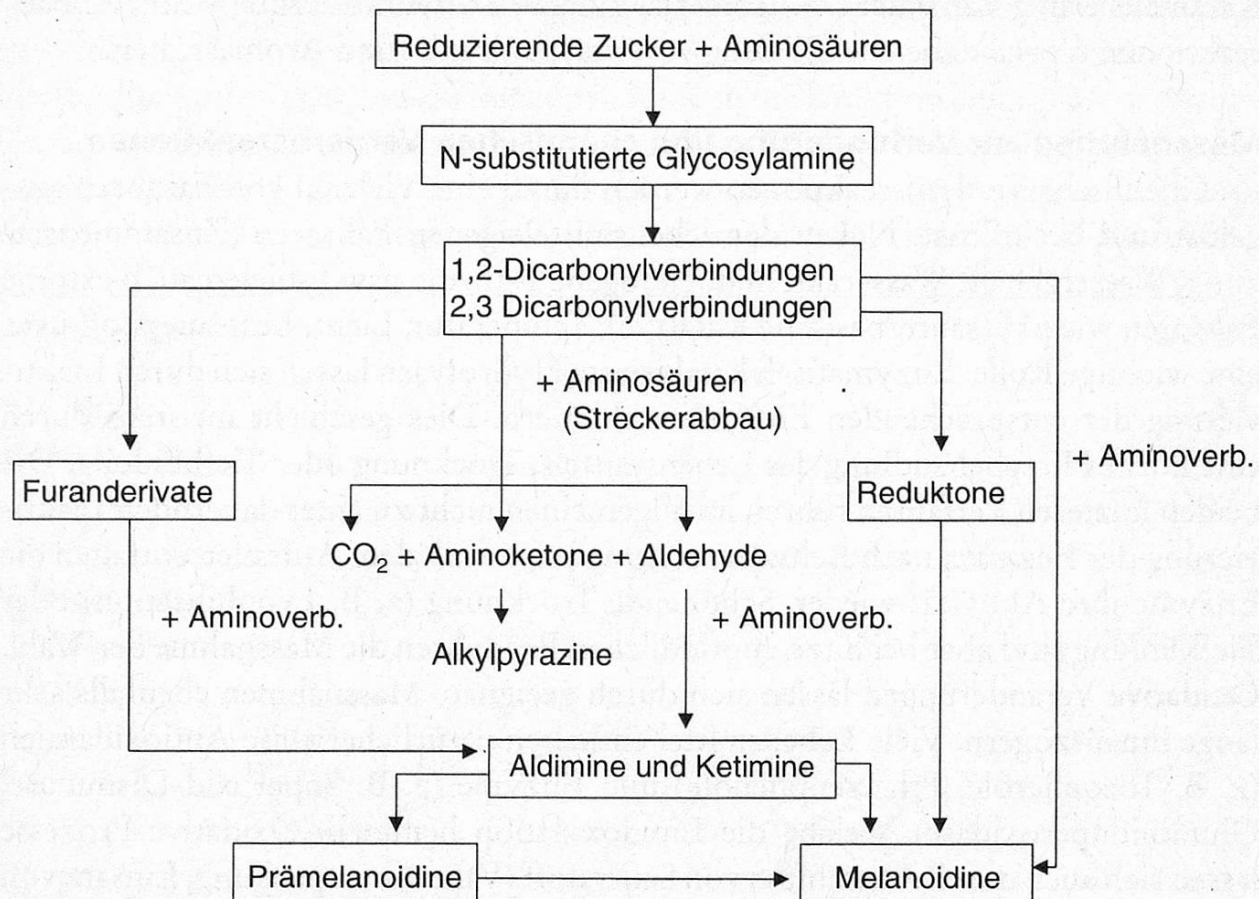 Reduzierende Zucker + Aminosäuren
N-substitutierte Glycosylamine
1,2-Dicarbonylverbindungen
2,3 Dicarbonylverbindungen
+ Aminosäuren
(Streckerabbau)
+ Aminoverb.
Furanderivate
Reduktone
CO2 + Aminoketone + Aldehyde
+ Aminoverb.
+ Aminoverb.
Alkylpyrazine
Aldimine und Ketimine
Prämelanoidine
Melanoidine